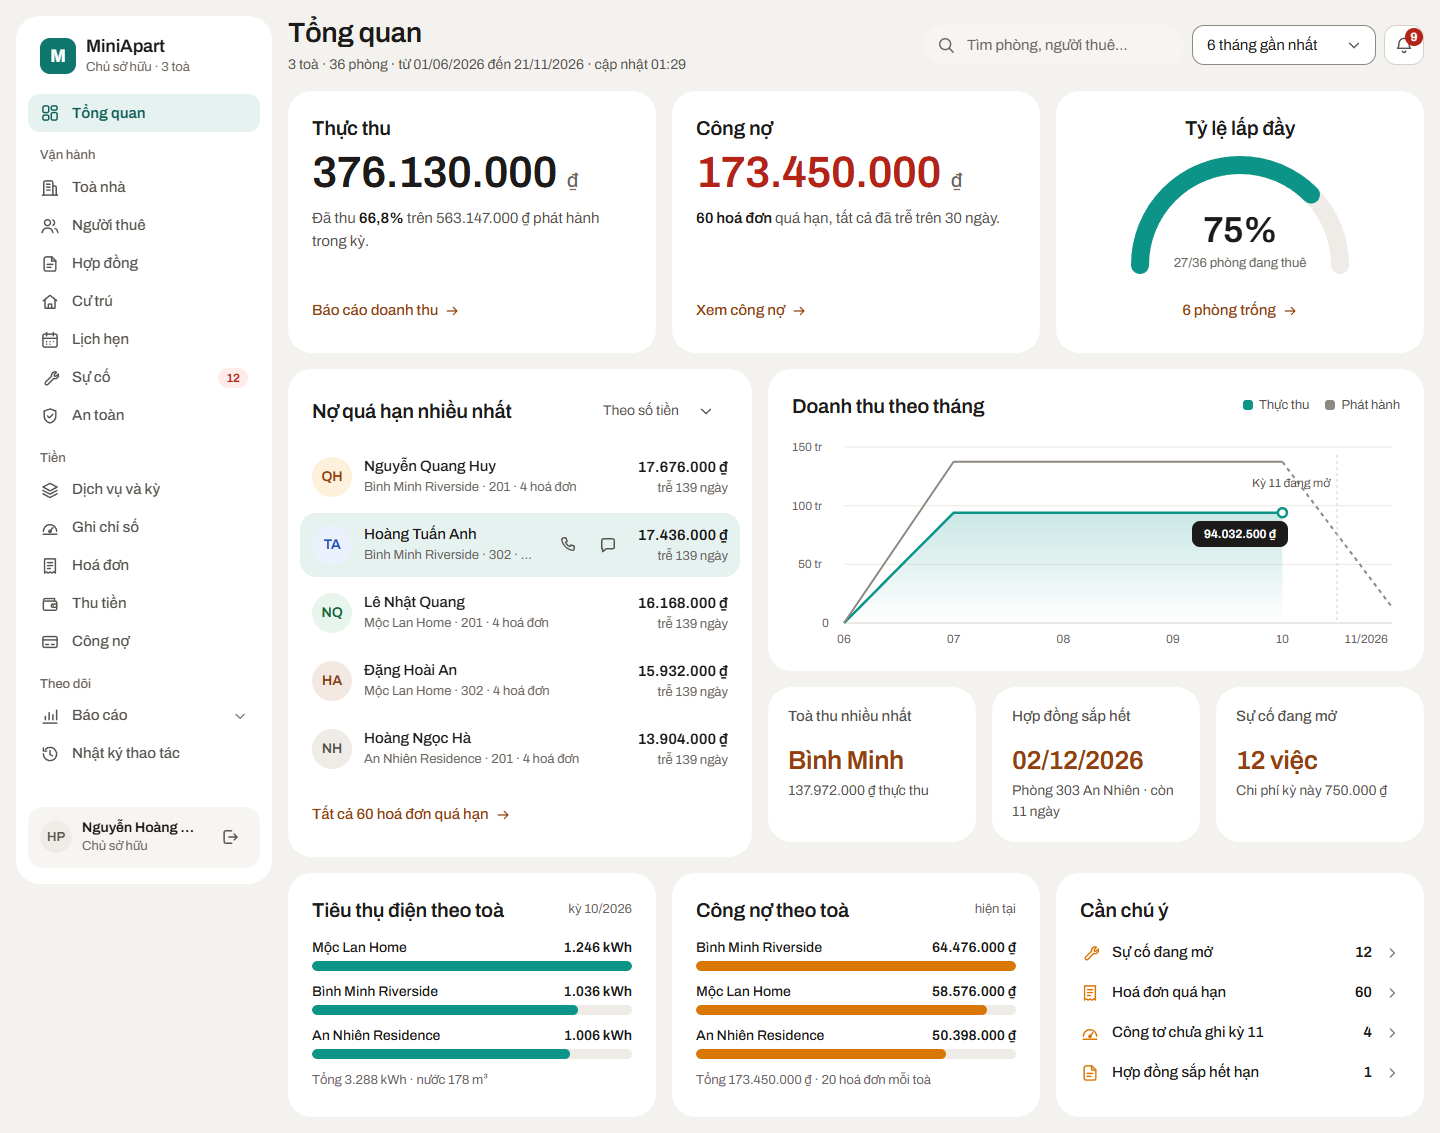 M
MiniApart
Chủ sở hữu · 3 toà
Tổng quan
Vận hành
Toà nhà
Người thuê
Hợp đồng
Cư trú
Lịch hẹn
Sự cố
12
An toàn
Tiền
Dịch vụ và kỳ
Ghi chỉ số
Hoá đơn
Thu tiền
Công nợ
Theo dõi
Báo cáo
Nhật ký thao tác
HP
Nguyễn Hoàng ...
Chủ sở hữu
Tổng quan
3 toà · 36 phòng · từ 01/06/2026 đến 21/11/2026 · cập nhật 01:29
Tìm phòng, người thuê...
6 tháng gần nhất
9
Thực thu
376.130.000 ₫
Đã thu 66,8% trên 563.147.000 ₫ phát hành
trong kỳ.
Báo cáo doanh thu →
Công nợ
173.450.000 ₫
60 hoá đơn quá hạn, tất cả đã trễ trên 30 ngày.
Xem công nợ →
Tỷ lệ lấp đầy
75%
27/36 phòng đang thuê
6 phòng trống →
Nợ quá hạn nhiều nhất
Theo số tiền
QH
Nguyễn Quang Huy
17.676.000 ₫
Bình Minh Riverside · 201 · 4 hoá đơn
trễ 139 ngày
TA
Hoàng Tuấn Anh
17.436.000 ₫
Bình Minh Riverside · 302 · ...
trễ 139 ngày
NQ
Lê Nhật Quang
16.168.000 ₫
Mộc Lan Home · 201 · 4 hoá đơn
trễ 139 ngày
HA
Đặng Hoài An
15.932.000 ₫
Mộc Lan Home · 302 · 4 hoá đơn
trễ 139 ngày
NH
Hoàng Ngọc Hà
13.904.000 ₫
An Nhiên Residence · 201 · 4 hoá đơn
trễ 139 ngày
Tất cả 60 hoá đơn quá hạn →
Doanh thu theo tháng
Thực thu
Phát hành
150 tr
100 tr
50 tr
0
Kỳ 11 đang mở
94.032.500 ₫
06
07
08
09
10
11/2026
Toà thu nhiều nhất
Bình Minh
137.972.000 ₫ thực thu
Hợp đồng sắp hết
02/12/2026
Phòng 303 An Nhiên · còn
11 ngày
Sự cố đang mở
12 việc
Chi phí kỳ này 750.000 ₫
Tiêu thụ điện theo toà
kỳ 10/2026
Mộc Lan Home
1.246 kWh
Bình Minh Riverside
1.036 kWh
An Nhiên Residence
1.006 kWh
Tổng 3.288 kWh · nước 178 m³
Công nợ theo toà
hiện tại
Bình Minh Riverside
64.476.000 ₫
Mộc Lan Home
58.576.000 ₫
An Nhiên Residence
50.398.000 ₫
Tổng 173.450.000 ₫ · 20 hoá đơn mỗi toà
Cần chú ý
Sự cố đang mở
12
Hoá đơn quá hạn
60
Công tơ chưa ghi kỳ 11
4
Hợp đồng sắp hết hạn
1